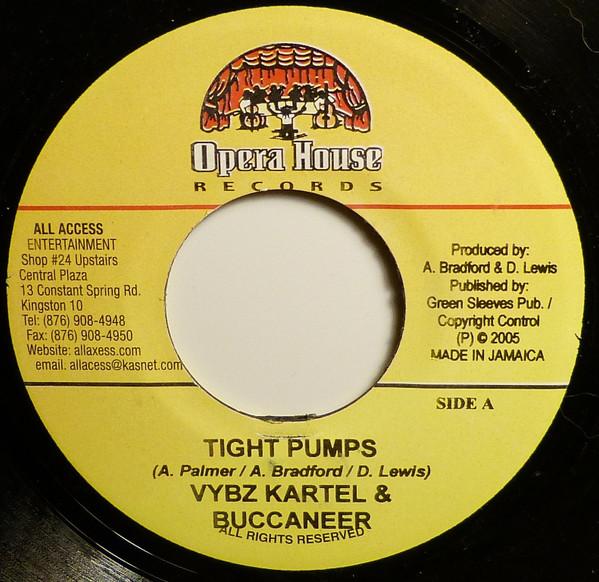 Opera House
RECORDS
ALL ACCESS
ENTERTAINMENT
Shop #24 Upstairs
Central Plaza
13 Constant Spring Rd.
Kingston 10
Tel: (876) 908-4948
Fax: (876) 908-4950
Website: allaxess.com
email. allacess@kasnet.com
Produced by:
A. Bradford & D. Lewis
Published by:
Green Sleeves Pub. /
Copyright Control
(P) © 2005
MADE IN JAMAICA
SIDE A
TIGHT PUMPS
(A. Palmer / A. Bradford / D. Lewis)
VYBZ KARTEL &
BUCCANEER
ALL RIGHTS RESERVED